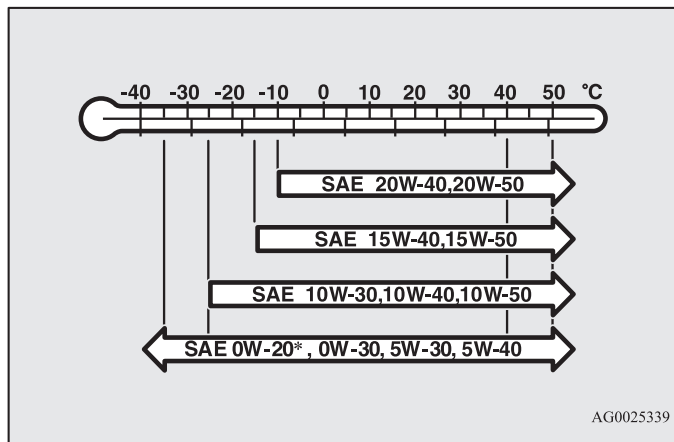 -40 -30 -20 -10 0 10 20 30 40 50 °C
SAE 20W-40,20W-50
SAE 15W-40,15W-50
SAE 10W-30,10W-40,10W-50
SAE 0W-20* , 0W-30, 5W-30, 5W-40
AG0025339